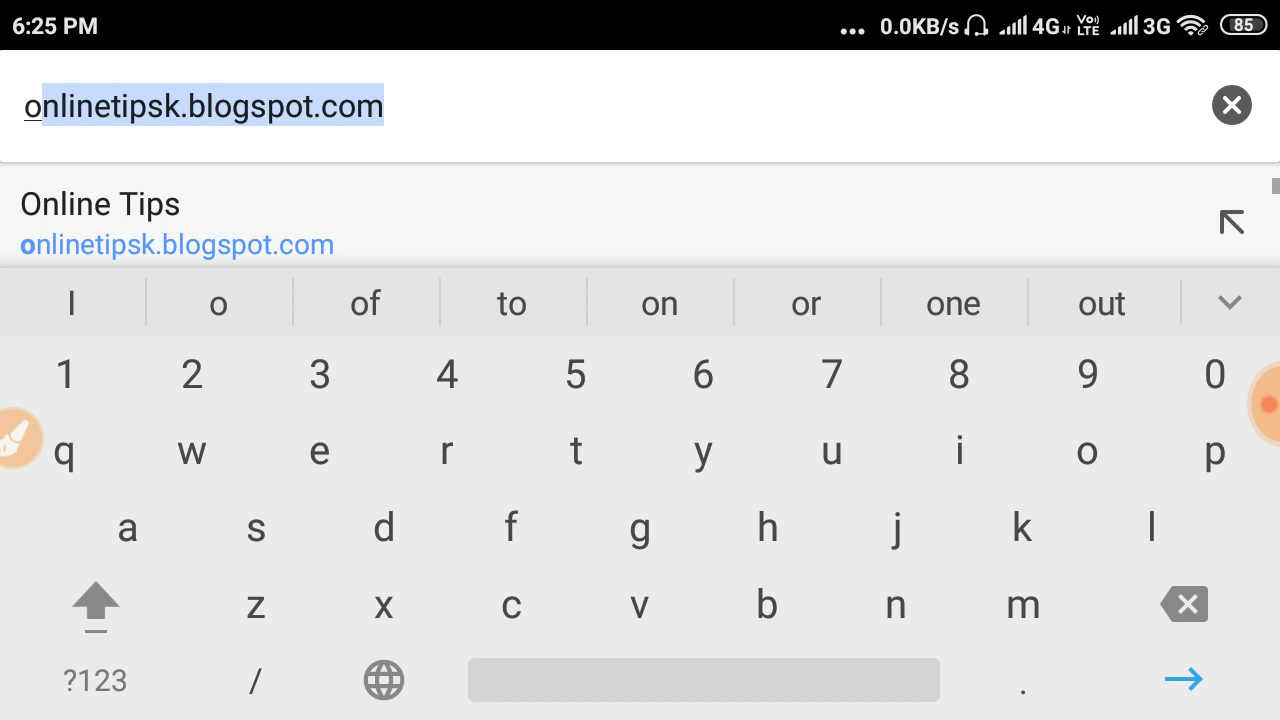 6:25 PM ... 0.0KB/s 4G Vo) LTE 3G 85
onlinetipsk.blogspot.com
Online Tips
onlinetipsk.blogspot.com
I o of to on or one out
1 2 3 4 5 6 7 8 9 0
q w e r t y u i o p
a s d f g h j k l
z x c v b n m
?123 / .